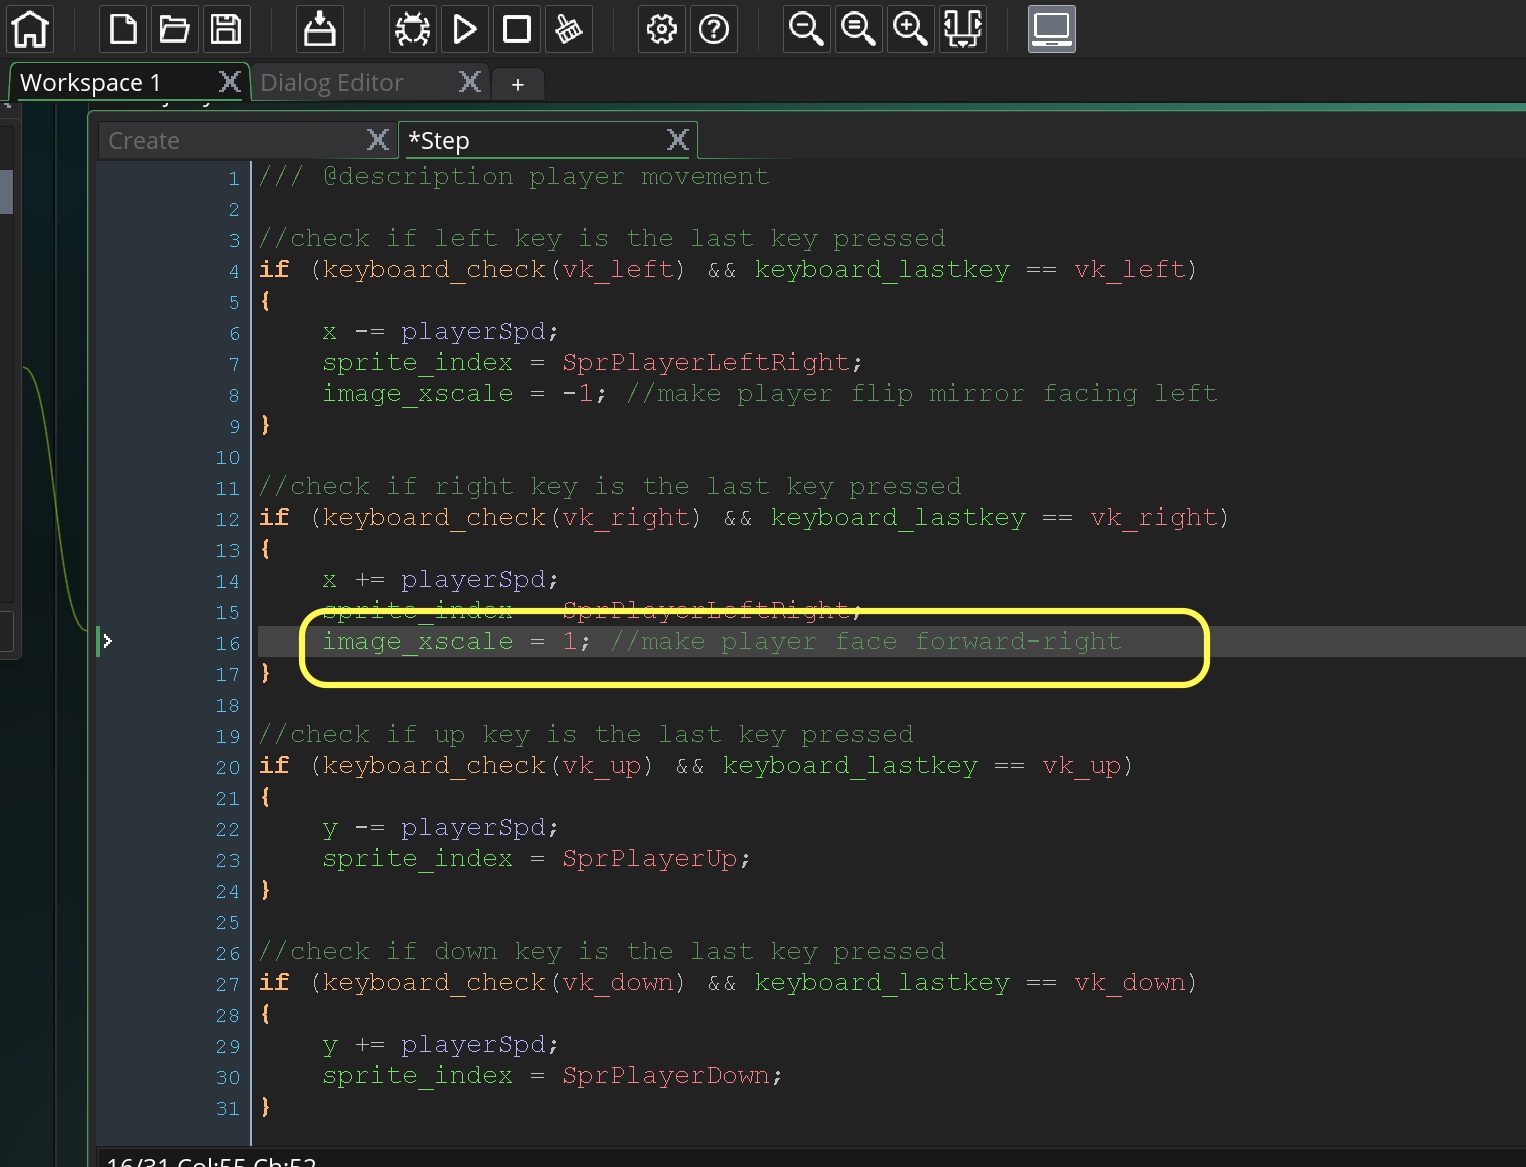 Workspace 1
Dialog Editor
+
Create
*Step
1 /// @description player movement
2
3 //check if left key is the last key pressed
4 if (keyboard_check(vk_left) && keyboard_lastkey == vk_left)
5 {
6 x -= playerSpd;
7 sprite_index = SprPlayerLeftRight;
8 image_xscale = -1; //make player flip mirror facing left
9 }
10
11 //check if right key is the last key pressed
12 if (keyboard_check(vk_right) && keyboard_lastkey == vk_right)
13 {
14 x += playerSpd;
15 sprite_index = SprPlayerLeftRight;
16 image_xscale = 1; //make player face forward-right
17 }
18
19 //check if up key is the last key pressed
20 if (keyboard_check(vk_up) && keyboard_lastkey == vk_up)
21 {
22 y -= playerSpd;
23 sprite_index = SprPlayerUp;
24 }
25
26 //check if down key is the last key pressed
27 if (keyboard_check(vk_down) && keyboard_lastkey == vk_down)
28 {
29 y += playerSpd;
30 sprite_index = SprPlayerDown;
31 }
16/31 Col:55 Ch:52